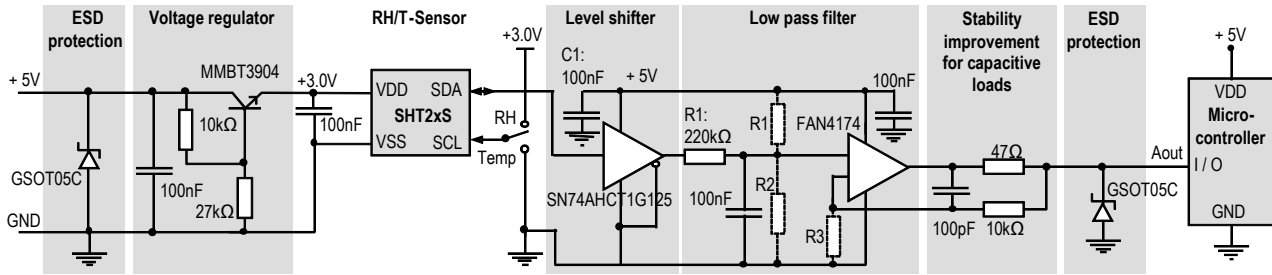 ESD
protection
Voltage regulator
RH/T-Sensor
Level shifter
Low pass filter
Stability
improvement
for capacitive
loads
ESD
protection
+ 5V
MMBT3904
+3.0V
+3.0V
C1:
100nF
+ 5V
100nF
+ 5V
VDD
SDA
SHT2xS
VSS
SCL
RH
Temp
10kΩ
100nF
R1:
220kΩ
R1
FAN4174
47Ω
Aout
VDD
Micro-
controller
I / O
GND
GSOT05C
100nF
27kΩ
GND
SN74AHCT1G125
100nF
R2
R3
100pF
10kΩ
GSOT05C